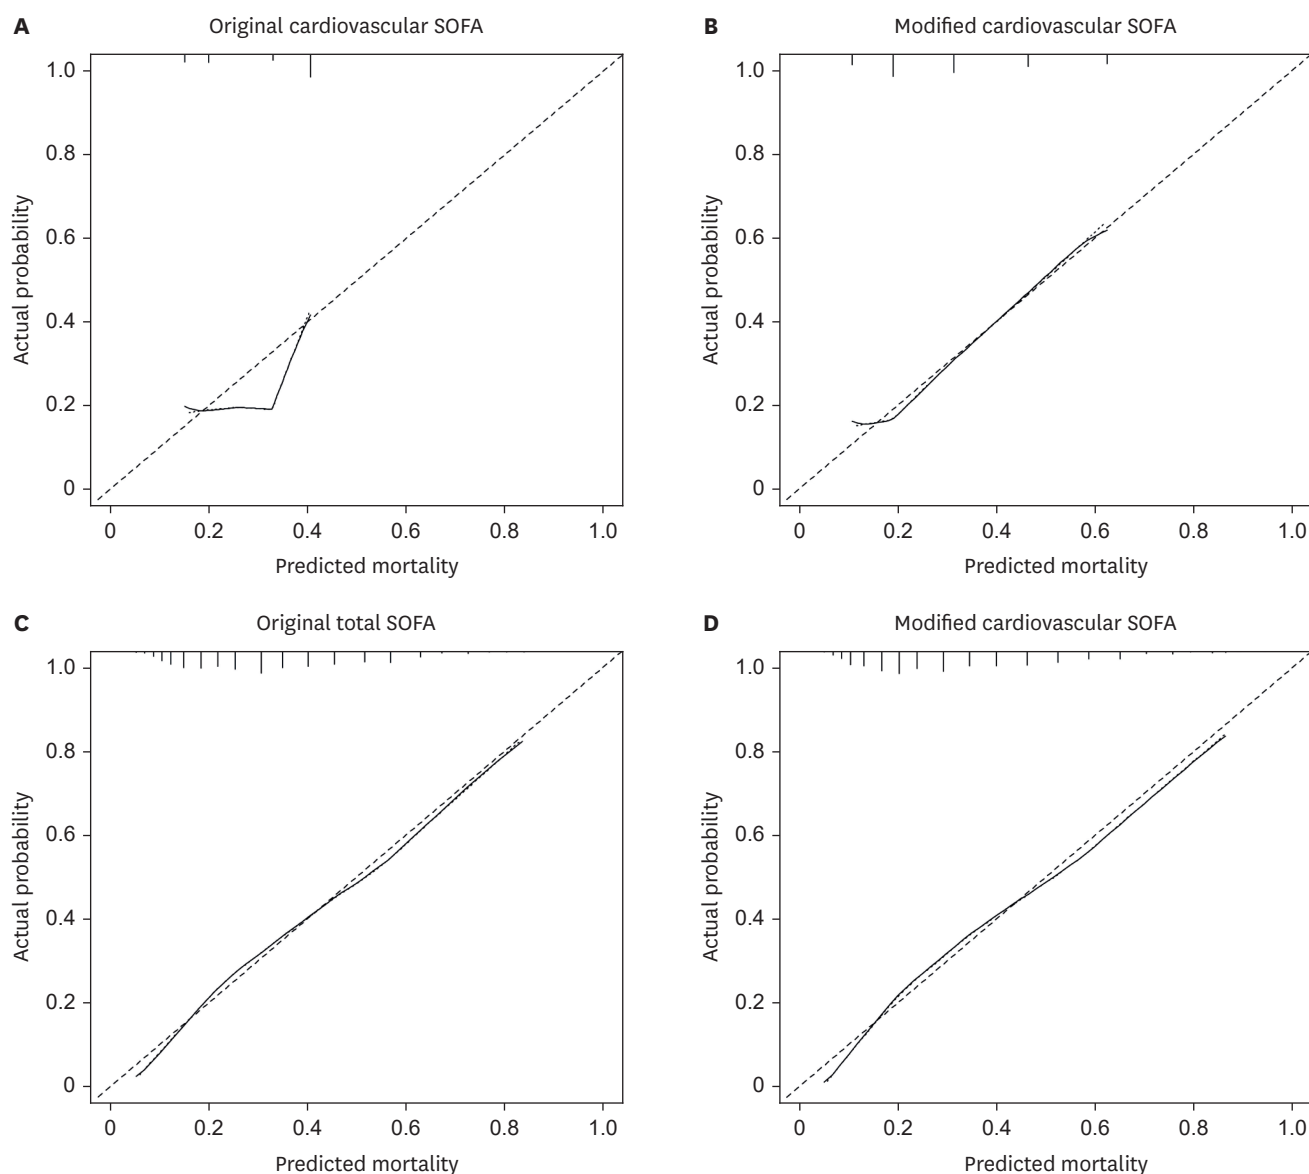 A
Original cardiovascular SOFA
1.0
0.8
0.6
0.4
0.2
0
Actual probability
0 0.2 0.4 0.6 0.8 1.0
Predicted mortality
B
Modified cardiovascular SOFA
1.0
0.8
0.6
0.4
0.2
0
Actual probability
0 0.2 0.4 0.6 0.8 1.0
Predicted mortality
C
Original total SOFA
1.0
0.8
0.6
0.4
0.2
0
Actual probability
0 0.2 0.4 0.6 0.8 1.0
Predicted mortality
D
Modified cardiovascular SOFA
1.0
0.8
0.6
0.4
0.2
0
Actual probability
0 0.2 0.4 0.6 0.8 1.0
Predicted mortality